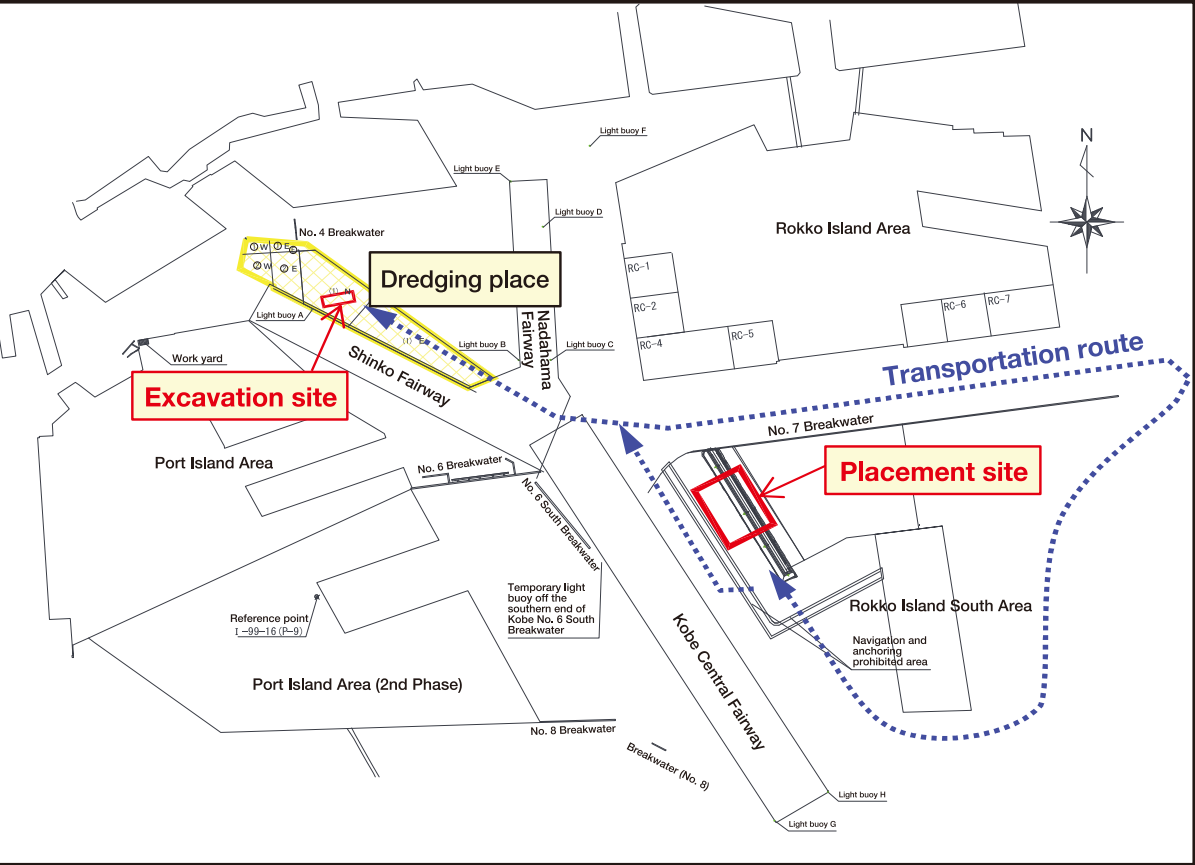 Light buoy F
N
Light buoy E
Light buoy D
Rokko Island Area
No. 4 Breakwater
① W
① E
② W
② E
Dredging place
RC-1
RC-2
RC-4
RC-5
RC-6
RC-7
Light buoy A
(1) E
Light buoy B
Light buoy C
Nadahama
Fairway
Shinko Fairway
Work yard
Excavation site
Transportation route
No. 7 Breakwater
Port Island Area
No. 6 Breakwater
Placement site
No. 6 South Breakwater
Temporary light
buoy off the
southern end of
Kobe No. 6 South
Breakwater
Reference point
I-99-16 (P-9)
Rokko Island South Area
Navigation and
anchoring
prohibited area
Kobe Central Fairway
Port Island Area (2nd Phase)
No. 8 Breakwater
Breakwater (No. 8)
Light buoy H
Light buoy G